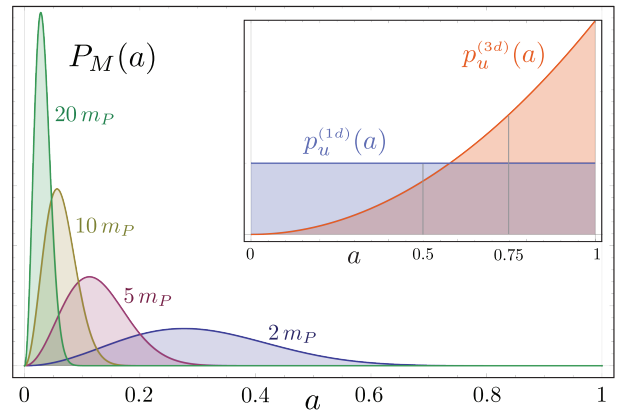 P_M(a)
p_u^(3d)(a)
20 m_P
p_u^(1d)(a)
10 m_P
0 a 0.5 0.75 1
5 m_P
2 m_P
0 0.2 0.4 a 0.6 0.8 1